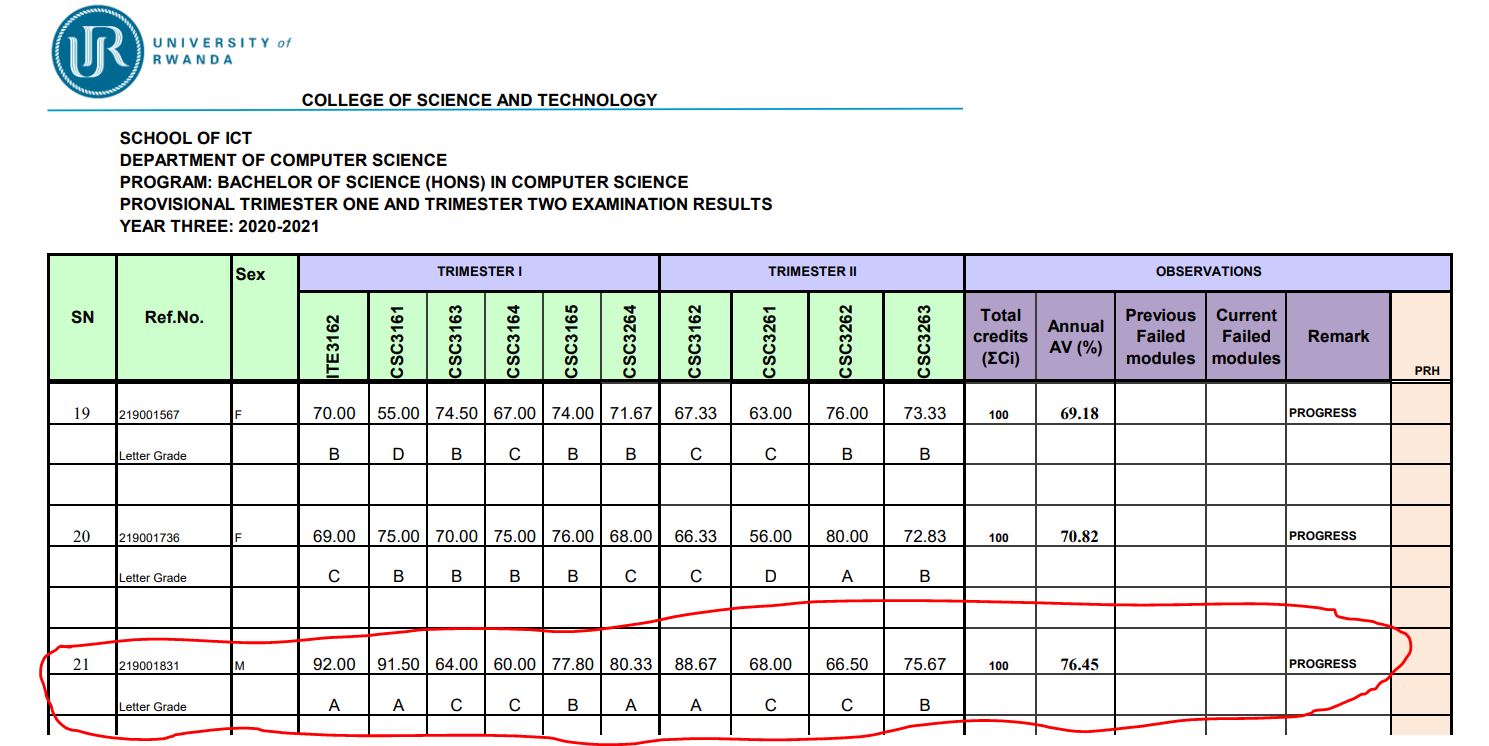 UNIVERSITY of
RWANDA
COLLEGE OF SCIENCE AND TECHNOLOGY
SCHOOL OF ICT
DEPARTMENT OF COMPUTER SCIENCE
PROGRAM: BACHELOR OF SCIENCE (HONS) IN COMPUTER SCIENCE
PROVISIONAL TRIMESTER ONE AND TRIMESTER TWO EXAMINATION RESULTS
YEAR THREE: 2020-2021
SN Ref.No. Sex TRIMESTER I TRIMESTER II OBSERVATIONS
ITE3162 CSC3161 CSC3163 CSC3164 CSC3165 CSC3264 CSC3162 CSC3261 CSC3262 CSC3263 Total credits (ΣCi) Annual AV (%) Previous Failed modules Current Failed modules Remark PRH
19 219001567 F 70.00 55.00 74.50 67.00 74.00 71.67 67.33 63.00 76.00 73.33 100 69.18 PROGRESS
Letter Grade B D B C B B C C B B
20 219001736 F 69.00 75.00 70.00 75.00 76.00 68.00 66.33 56.00 80.00 72.83 100 70.82 PROGRESS
Letter Grade C B B B B C C D A B
21 219001831 M 92.00 91.50 64.00 60.00 77.80 80.33 88.67 68.00 66.50 75.67 100 76.45 PROGRESS
Letter Grade A A C C B A A C C B